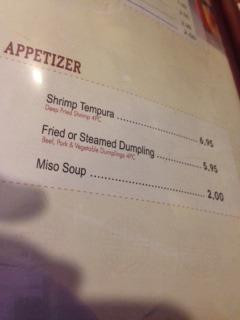 APPETIZER
Shrimp Tempura ........................ 6.95
Deep Fried Shrimp 4PC
Fried or Steamed Dumpling ............... 5.95
Beef, Pork & Vegetable Dumplings 4PC
Miso Soup .................................... 2.00